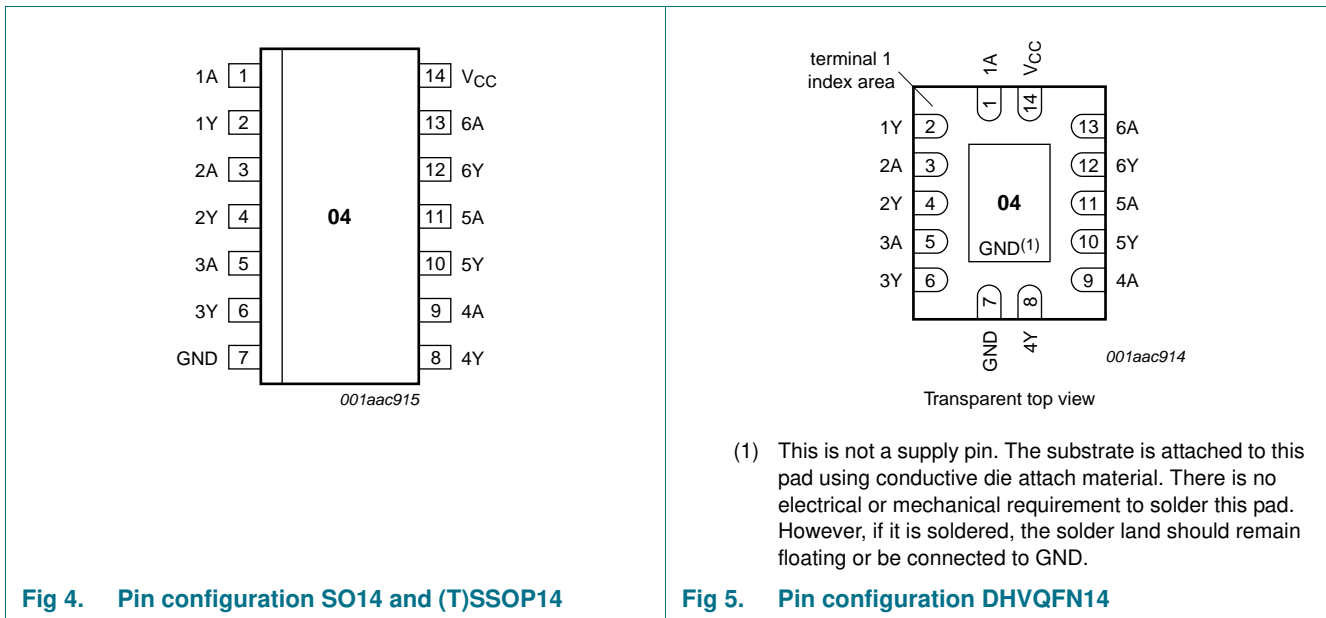 1A 1 14 VCC
1Y 2 13 6A
2A 3 12 6Y
2Y 4 04 11 5A
3A 5 10 5Y
3Y 6 9 4A
GND 7 8 4Y
001aac915
Fig 4. Pin configuration SO14 and (T)SSOP14
terminal 1
index area
1A VCC
1 14
1Y 2 13 6A
2A 3 12 6Y
2Y 4 04 11 5A
3A 5 GND(1) 10 5Y
3Y 6 9 4A
7 8
GND 4Y
001aac914
Transparent top view
(1) This is not a supply pin. The substrate is attached to this
pad using conductive die attach material. There is no
electrical or mechanical requirement to solder this pad.
However, if it is soldered, the solder land should remain
floating or be connected to GND.
Fig 5. Pin configuration DHVQFN14